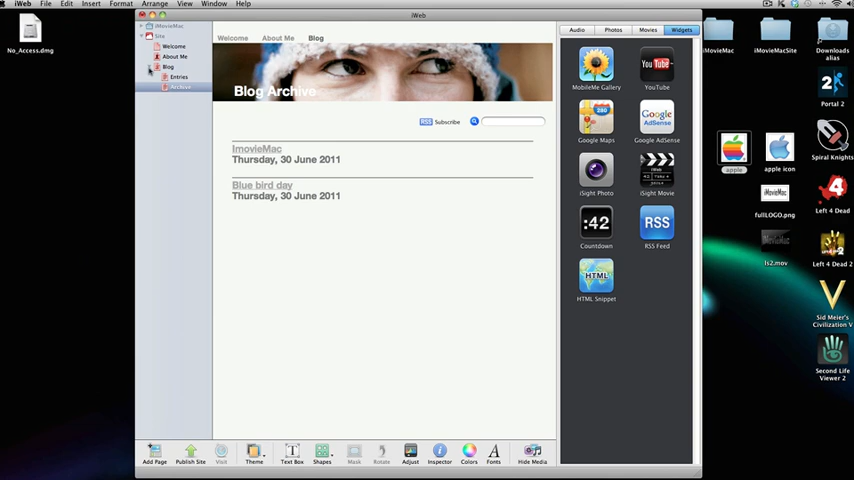 iWeb File Edit Insert Format Arrange View Window Help
iWeb
No_Access.dmg
iMovieMac
Site
Welcome
About Me
Blog
Entries
Archive
Welcome About Me Blog
Blog Archive
RSS Subscribe
ImovieMac
Thursday, 30 June 2011
Blue bird day
Thursday, 30 June 2011
Audio Photos Movies Widgets
MobileMe Gallery
YouTube
Google Maps
Google AdSense
iSight Photo
iSight Movie
:42
Countdown
RSS
RSS Feed
HTML
HTML Snippet
Add Page Publish Site Visit Theme Text Box Shapes Mask Rotate Adjust Inspector Colors Fonts Hide Media
iMovieMac
iMovieMacSite
Downloads alias
Portal 2
apple
apple icon
Spiral Knights
iMovieMac
fullLOGO.png
Left 4 Dead
ls2.mov
Left 4 Dead 2
Sid Meier's
Civilization V
Second Life
Viewer 2